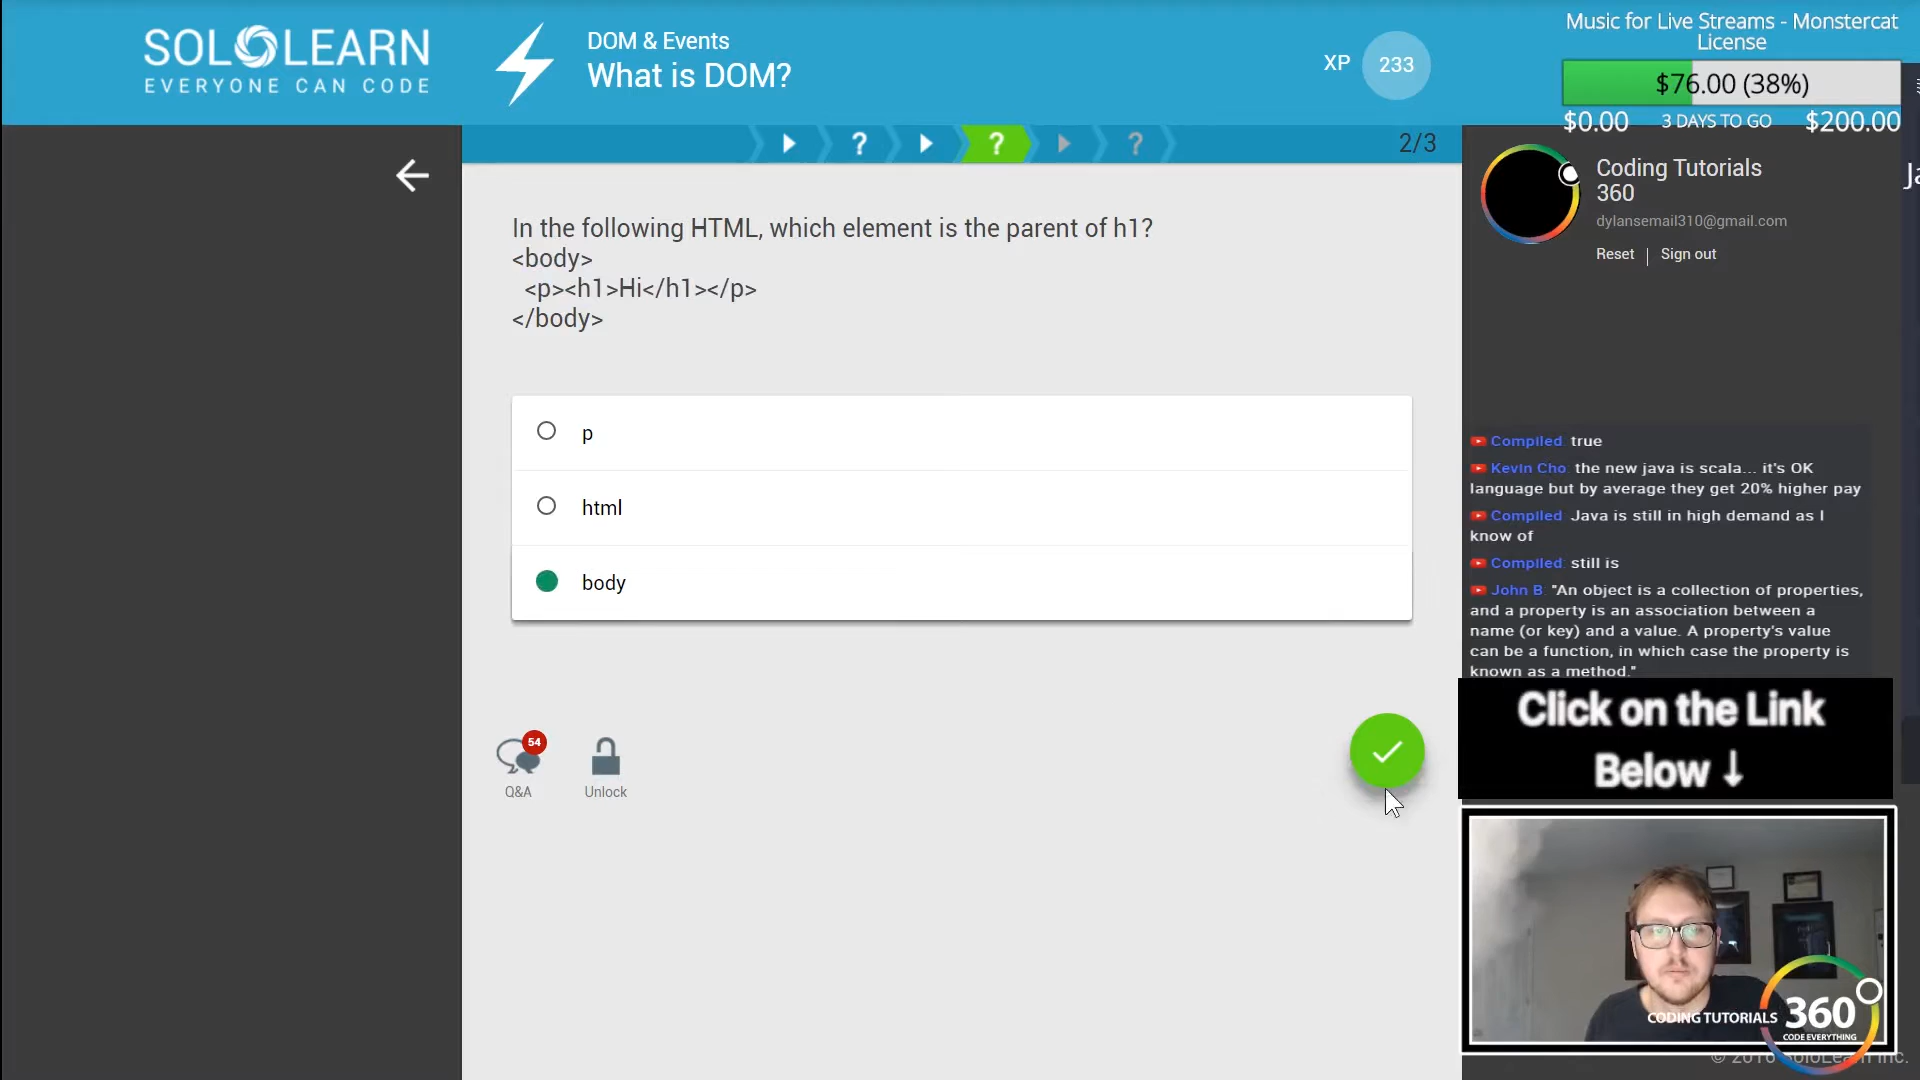 SOLOLEARN
EVERYONE CAN CODE
DOM & Events
What is DOM?
XP 233
Music for Live Streams - Monstercat
License
$76.00 (38%)
$0.00 3 DAYS TO GO $200.00
? ? ?
2/3
Coding Tutorials
360
dylansemail310@gmail.com
Reset | Sign out
In the following HTML, which element is the parent of h1?
<body>
<p><h1>Hi</h1></p>
</body>
p
html
body
54
Q&A
Unlock
Compiled: true
Kevin Cho: the new java is scala... it's OK
language but by average they get 20% higher pay
Compiled: Java is still in high demand as I
know of
Compiled: still is
John B: "An object is a collection of properties,
and a property is an association between a
name (or key) and a value. A property's value
can be a function, in which case the property is
known as a method."
Click on the Link
Below ↓
CODING TUTORIALS 360
CODE EVERYTHING